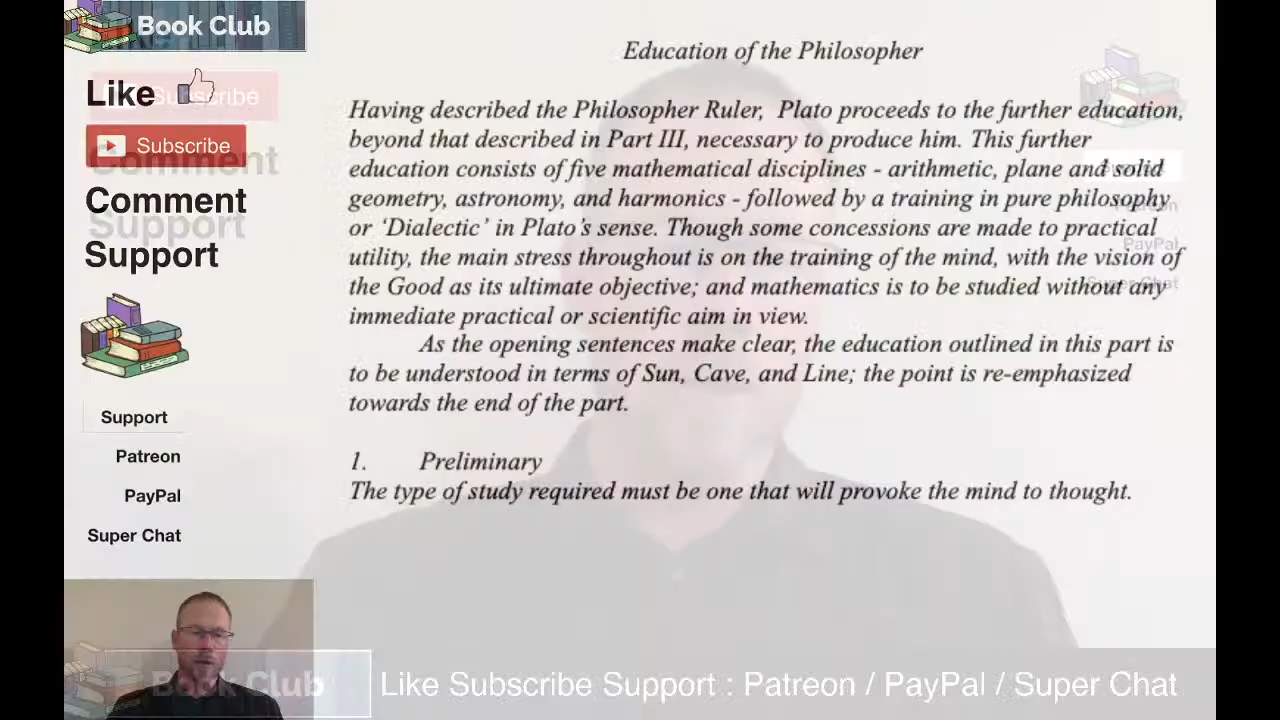 Book Club
Like
Subscribe
Subscribe
Comment
Comment
Support
Support
Support
Patreon
PayPal
Super Chat
Education of the Philosopher
Having described the Philosopher Ruler, Plato proceeds to the further education,
beyond that described in Part III, necessary to produce him. This further
education consists of five mathematical disciplines - arithmetic, plane and solid
geometry, astronomy, and harmonics - followed by a training in pure philosophy
or ‘Dialectic’ in Plato's sense. Though some concessions are made to practical
utility, the main stress throughout is on the training of the mind, with the vision of
the Good as its ultimate objective; and mathematics is to be studied without any
immediate practical or scientific aim in view.
As the opening sentences make clear, the education outlined in this part is
to be understood in terms of Sun, Cave, and Line; the point is re-emphasized
towards the end of the part.
1. Preliminary
The type of study required must be one that will provoke the mind to thought.
PayPal
Book Club
Like Subscribe Support : Patreon / PayPal / Super Chat